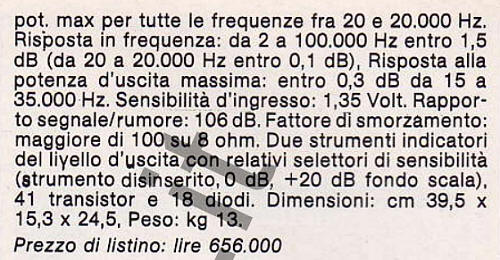 pot. max per tutte le frequenze fra 20 e 20.000 Hz.
Risposta in frequenza: da 2 a 100.000 Hz entro 1,5
dB (da 20 a 20.000 Hz entro 0,1 dB), Risposta alla
potenza d'uscita massima: entro 0,3 dB da 15 a
35.000 Hz. Sensibilità d'ingresso: 1,35 Volt. Rappor-
to segnale/rumore: 106 dB. Fattore di smorzamento:
maggiore di 100 su 8 ohm. Due strumenti indicatori
del livello d'uscita con relativi selettori di sensibilità
(strumento disinserito, 0 dB, +20 dB fondo scala),
41 transistor e 18 diodi. Dimensioni: cm 39,5 x
15,3 x 24,5, Peso: kg 13.
Prezzo di listino: lire 656.000